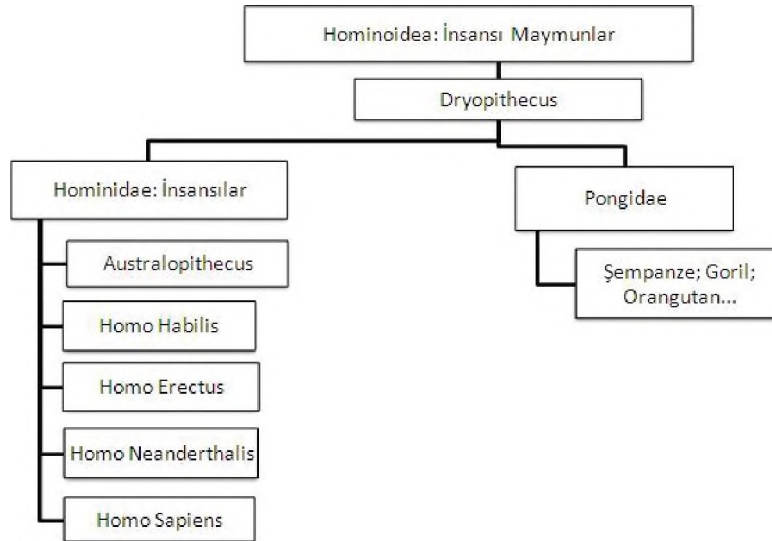 Hominoidea: İnsansı Maymunlar
Dryopithecus
Hominidae: İnsansılar
Pongidae
Australopithecus
Şempanze; Goril;
Orangutan...
Homo Habilis
Homo Erectus
Homo Neanderthalis
Homo Sapiens